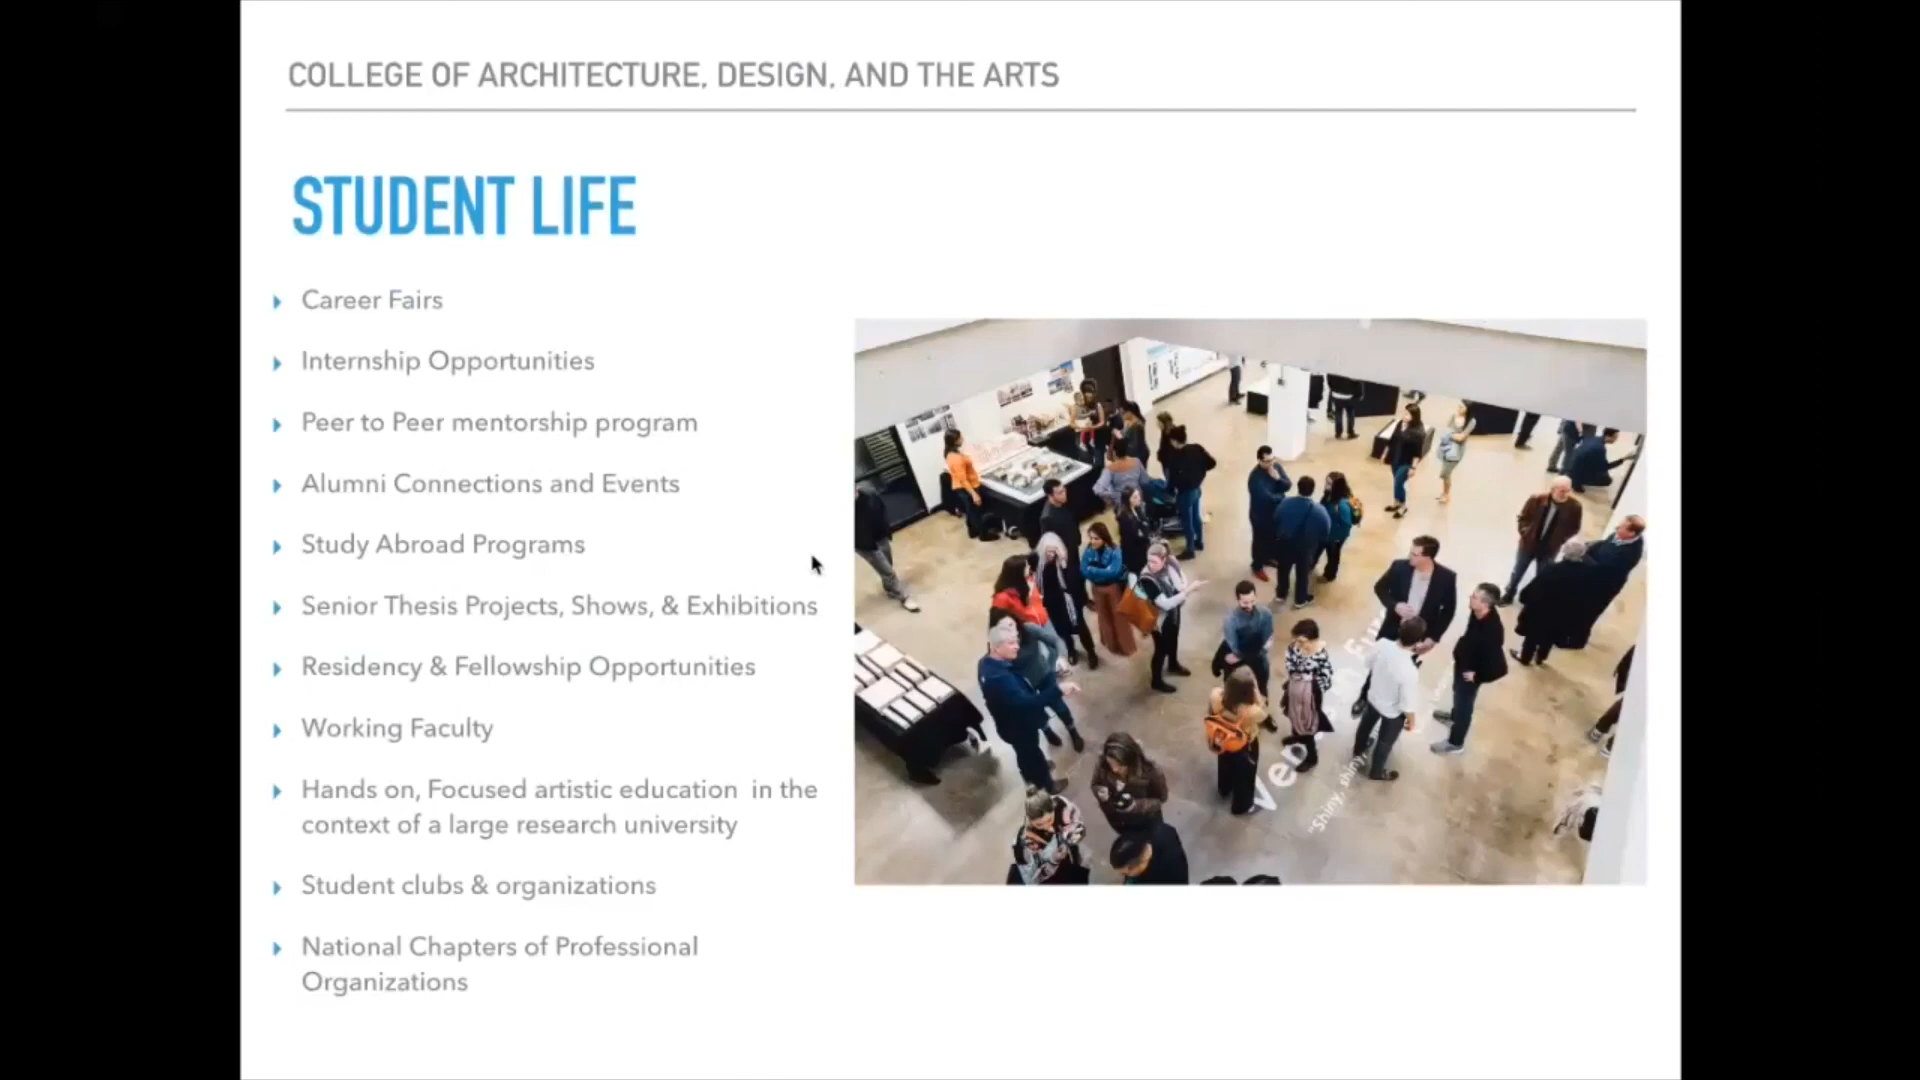 COLLEGE OF ARCHITECTURE, DESIGN, AND THE ARTS
STUDENT LIFE
Career Fairs
Internship Opportunities
Peer to Peer mentorship program
Alumni Connections and Events
Study Abroad Programs
Senior Thesis Projects, Shows, & Exhibitions
Residency & Fellowship Opportunities
Working Faculty
Hands on, Focused artistic education in the
context of a large research university
Student clubs & organizations
National Chapters of Professional
Organizations
"Shiny, shiny,